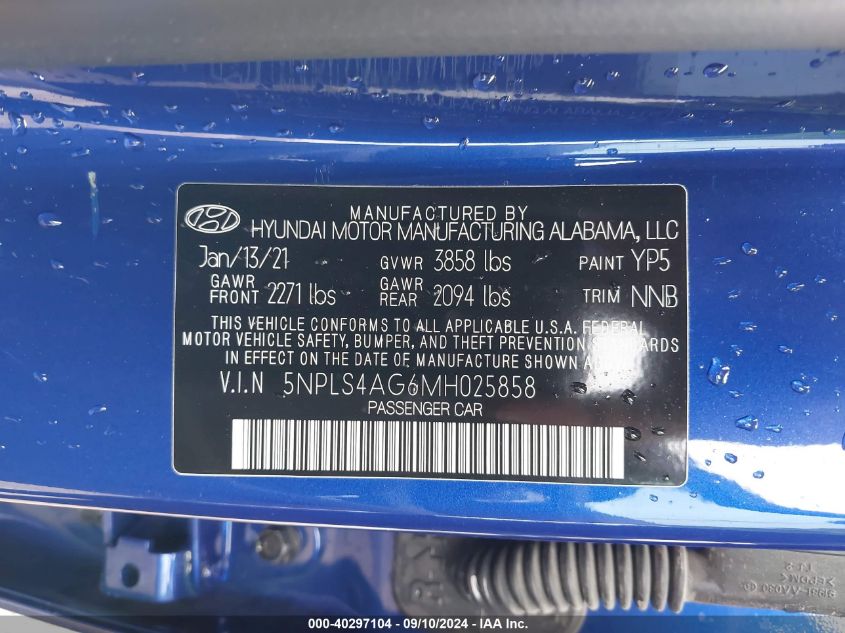 MANUFACTURED BY
HYUNDAI MOTOR MANUFACTURING ALABAMA, LLC
Jan/13/21 GVWR 3858 lbs PAINT YP5
GAWR FRONT 2271 lbs GAWR REAR 2094 lbs TRIM NNB
THIS VEHICLE CONFORMS TO ALL APPLICABLE U.S.A. FEDERAL
MOTOR VEHICLE SAFETY, BUMPER, AND THEFT PREVENTION STANDARDS
IN EFFECT ON THE DATE OF MANUFACTURE SHOWN
V.I.N 5NPLS4AG6MH025858
PASSENGER CAR
>EPDM<
000-40297104 - 09/10/2024 - IAA Inc.